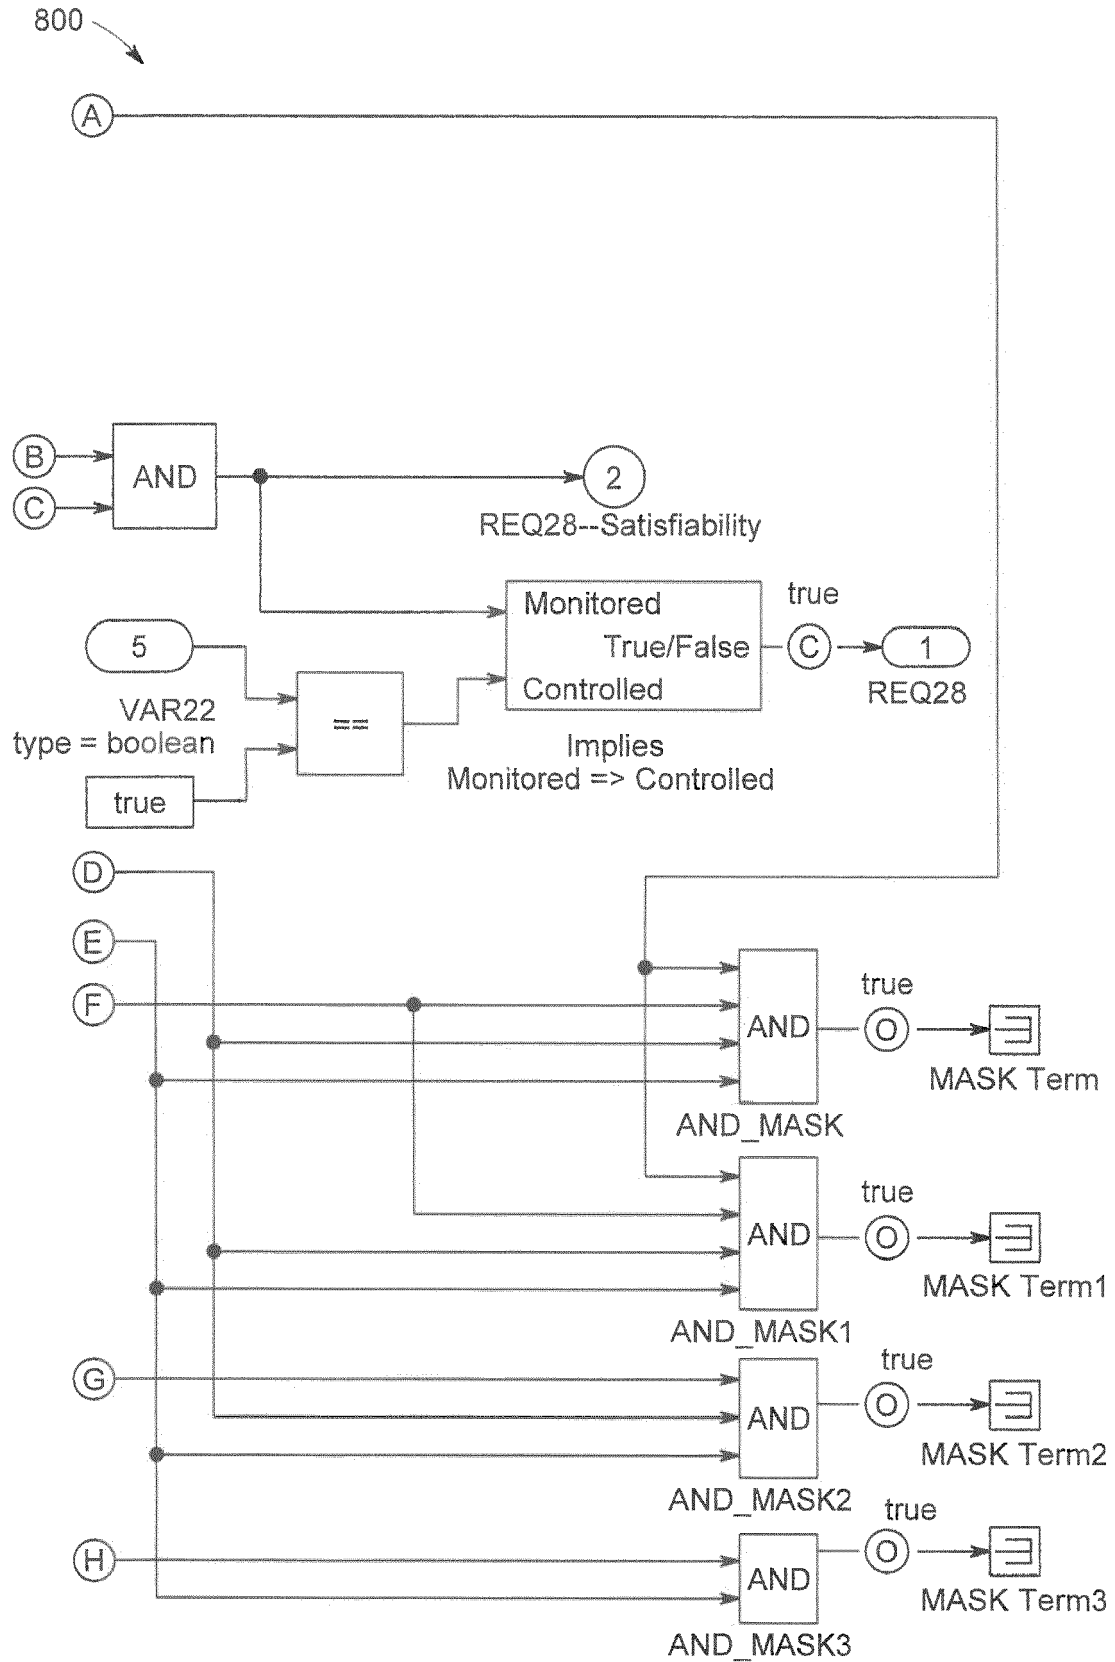 800
A
B
AND
C
2
REQ28--Satisfiability
Monitored
true
5
True/False
C
1
Controlled
REQ28
VAR22
type = boolean
==
Implies
Monitored => Controlled
true
D
E
F
AND
true
O
MASK Term
AND_MASK
AND
true
O
MASK Term1
AND_MASK1
G
AND
true
O
MASK Term2
AND_MASK2
H
AND
true
O
MASK Term3
AND_MASK3